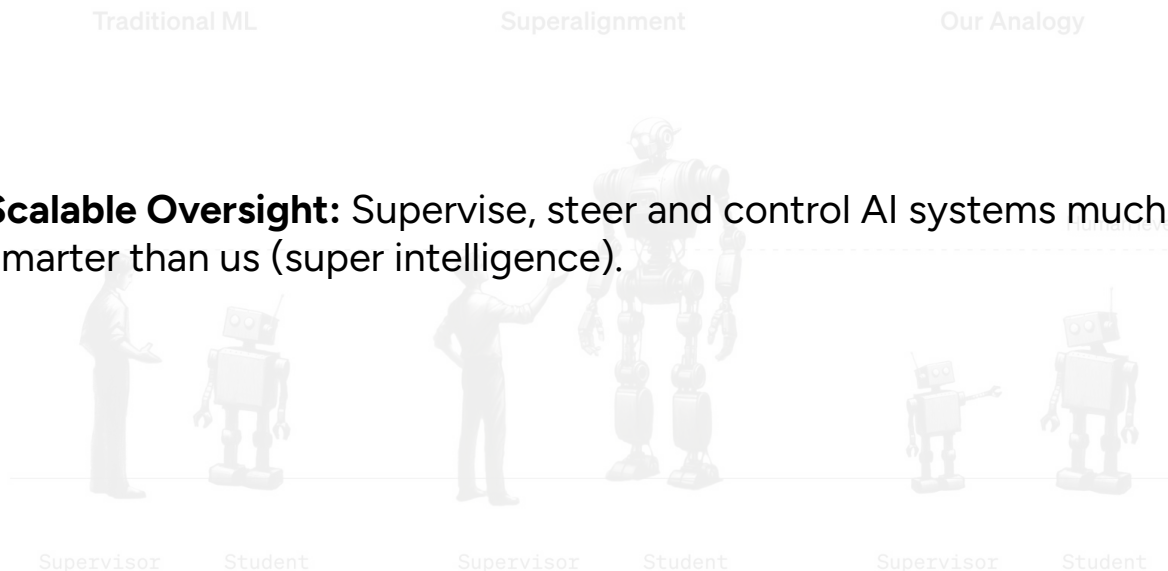 Traditional ML Superalignment Our Analogy
Scalable Oversight: Supervise, steer and control AI systems much
marter than us (super intelligence).
Supervisor Student Supervisor Student Supervisor Student